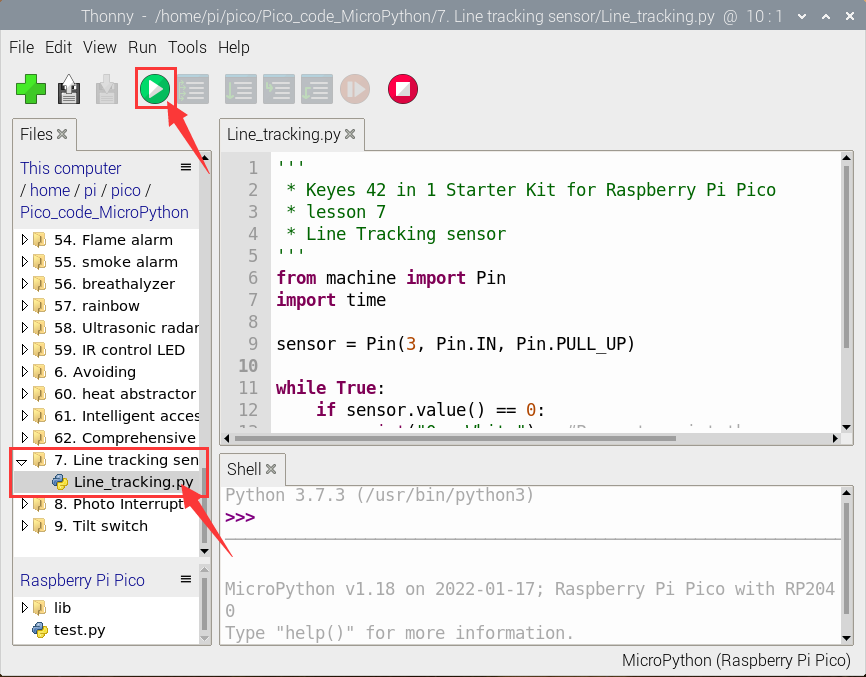 Thonny - /home/pi/pico/Pico_code_MicroPython/7. Line tracking sensor/Line_tracking.py @ 10 : 1
File Edit View Run Tools Help
Files
This computer
/ home / pi / pico /
Pico_code_MicroPython
54. Flame alarm
55. smoke alarm
56. breathalyzer
57. rainbow
58. Ultrasonic radar
59. IR control LED
6. Avoiding
60. heat abstractor
61. Intelligent acces
62. Comprehensive
7. Line tracking sen
Line_tracking.py
8. Photo Interrupt
9. Tilt switch
Raspberry Pi Pico
lib
test.py
Line_tracking.py
1 '''
2 * Keyes 42 in 1 Starter Kit for Raspberry Pi Pico
3 * lesson 7
4 * Line Tracking sensor
5 '''
6 from machine import Pin
7 import time
8
9 sensor = Pin(3, Pin.IN, Pin.PULL_UP)
10
11 while True:
12 if sensor.value() == 0:
Shell
Python 3.7.3 (/usr/bin/python3)
>>>
MicroPython v1.18 on 2022-01-17; Raspberry Pi Pico with RP204
0
Type "help()" for more information.
MicroPython (Raspberry Pi Pico)